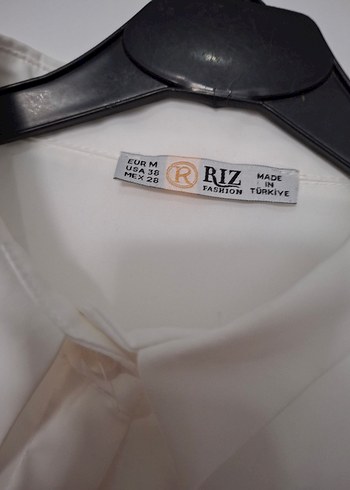 EUR M
USA 38
MEX 28
R
RIZ
FASHION
MADE
IN
TÜRKİYE